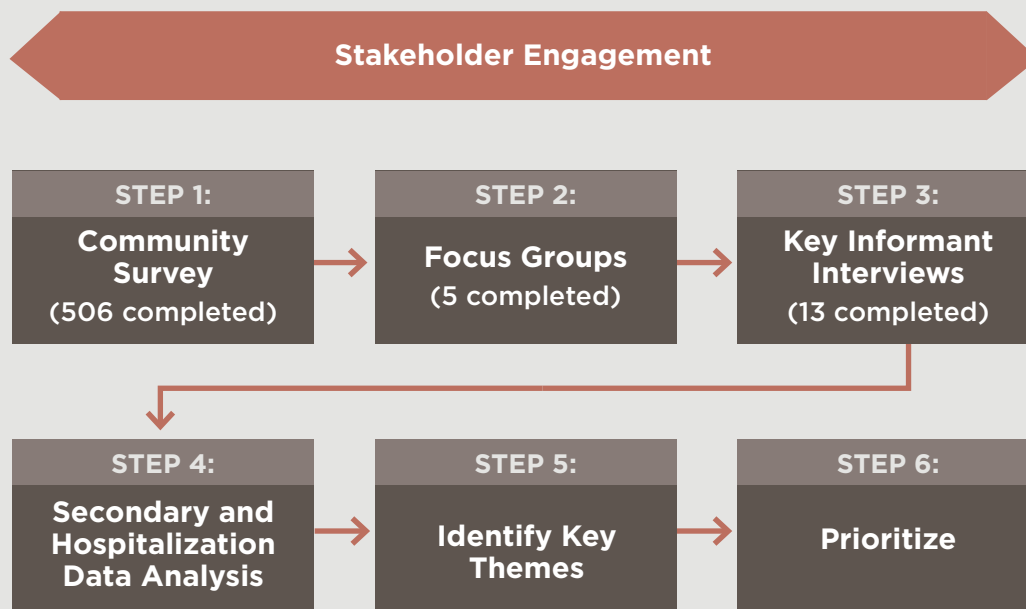 Stakeholder Engagement
STEP 1:
Community
Survey
(506 completed)
STEP 2:
Focus Groups
(5 completed)
STEP 3:
Key Informant
Interviews
(13 completed)
STEP 4:
Secondary and
Hospitalization
Data Analysis
STEP 5:
Identify Key
Themes
STEP 6:
Prioritize